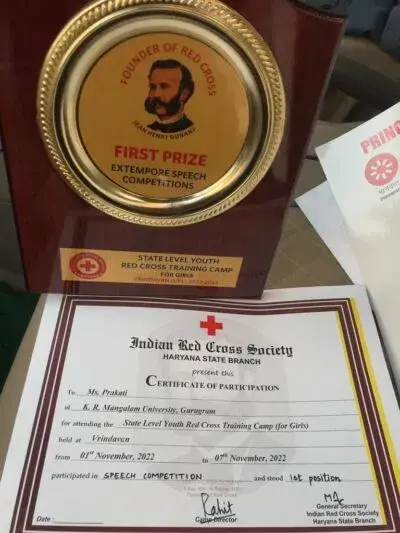 FOUNDER OF RED CROSS
JEAN HENRY DUNANT
FIRST PRIZE
EXTEMPORE SPEECH
COMPETITIONS
STATE LEVEL YOUTH
RED CROSS TRAINING CAMP
FOR GIRLS
PRINC
Indian Red Cross Society
HARYANA STATE BRANCH
present this
CERTIFICATE OF PARTICIPATION
To Ms. Prakati
of K. R. Mangalam University, Gurugram
for attending the State Level Youth Red Cross Training Camp (for Girls)
held at Vrindavan
from 01st November, 2022 to 07th November, 2022
participated in SPEECH COMPETITION and stood 1st position
Date :
Camp Director
General Secretary
Indian Red Cross Society
Haryana State Branch